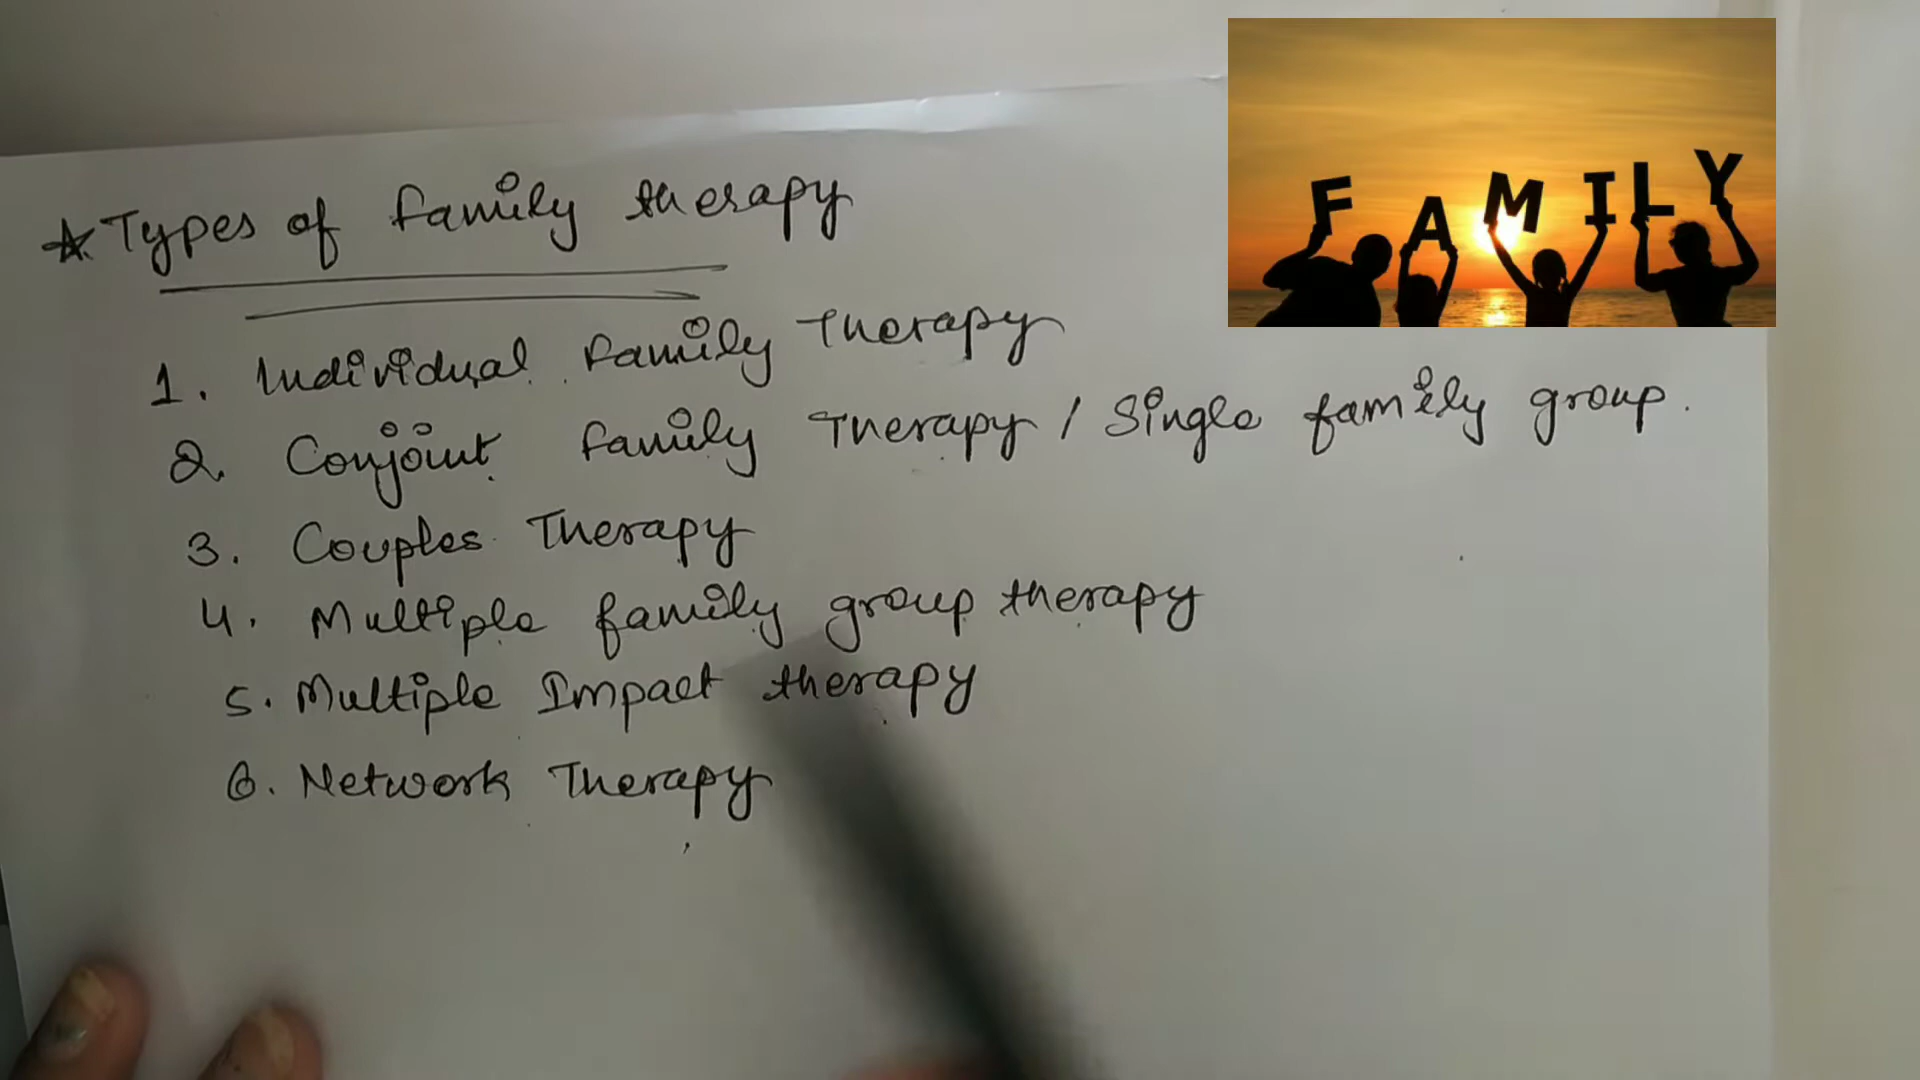 Types of family therapy
1. Individual family Therapy
2. Conjoint family Therapy / Single family group.
3. Couples Therapy
4. Multiple family group therapy
5. Multiple Impact therapy
6. Network Therapy
FAMILY